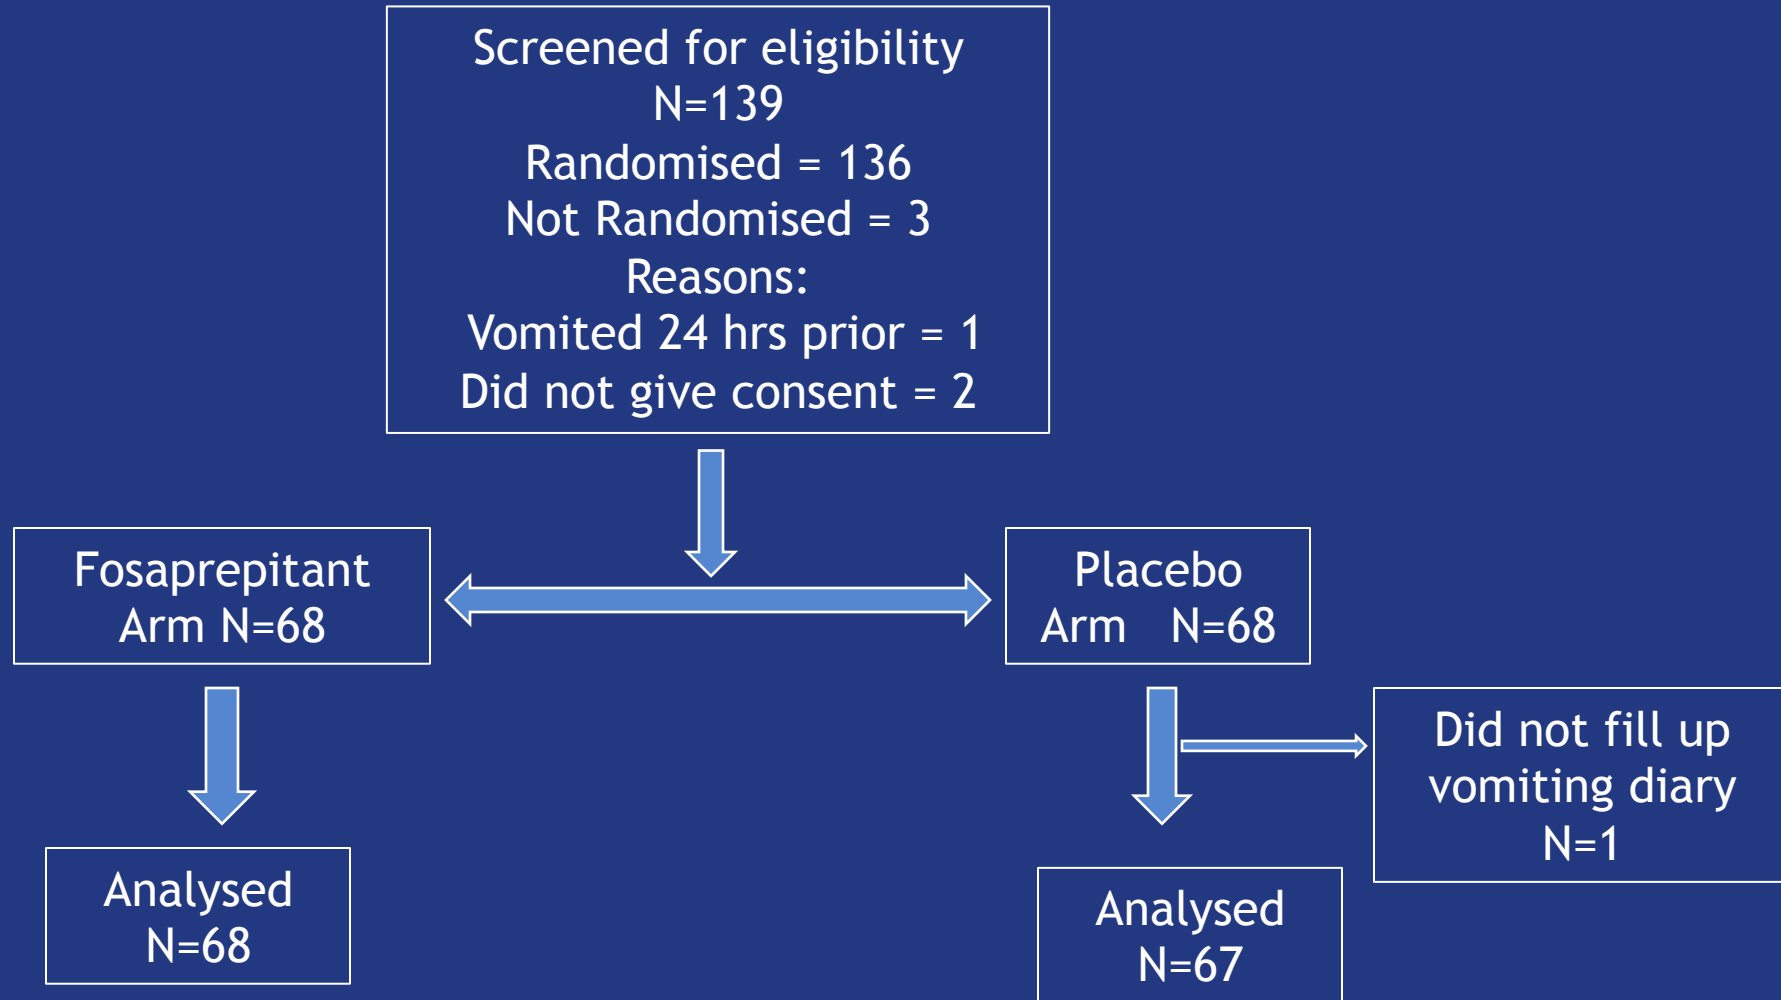 Screened for eligibility
N=139
Randomised = 136
Not Randomised = 3
Reasons:
Vomited 24 hrs prior = 1
Did not give consent = 2
Fosaprepitant
Arm N=68
Placebo
Arm N=68
Did not fill up
vomiting diary
N=1
Analysed
N=68
Analysed
N=67